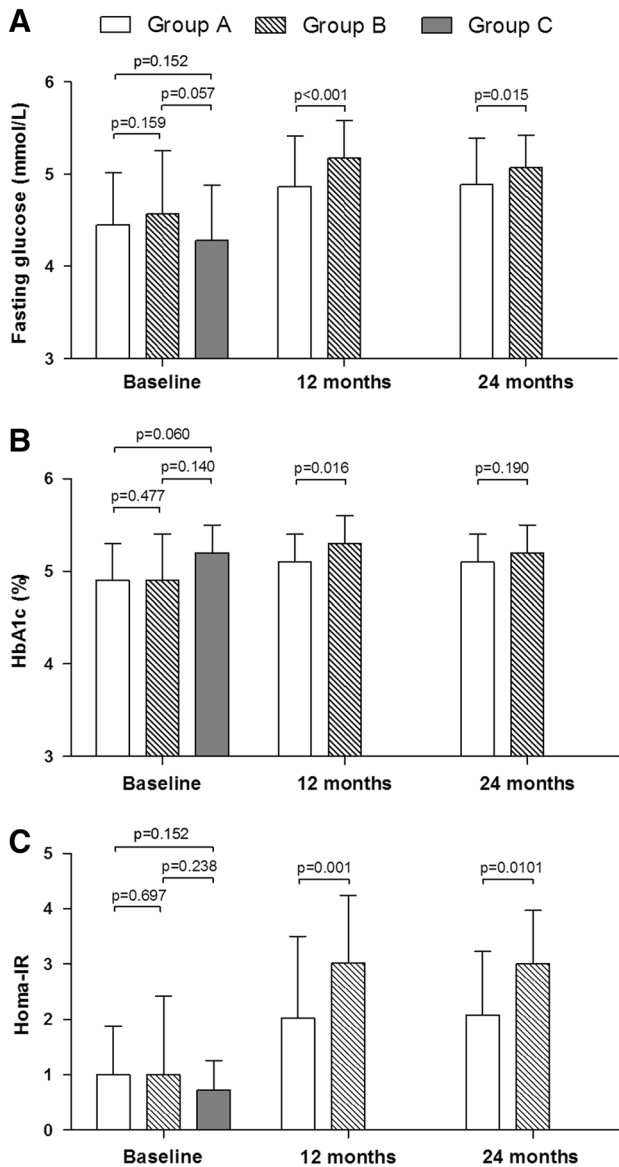 A
Group A Group B Group C
p=0.152
p=0.057
p=0.159
p<0.001
p=0.015
Fasting glucose (mmol/L)
6
5
4
3
Baseline 12 months 24 months
B
p=0.060
p=0.140
p=0.477
p=0.016
p=0.190
HbA1c (%)
6
5
4
3
Baseline 12 months 24 months
C
p=0.152
p=0.238
p=0.697
p=0.001
p=0.0101
Homa-IR
5
4
3
2
1
0
Baseline 12 months 24 months